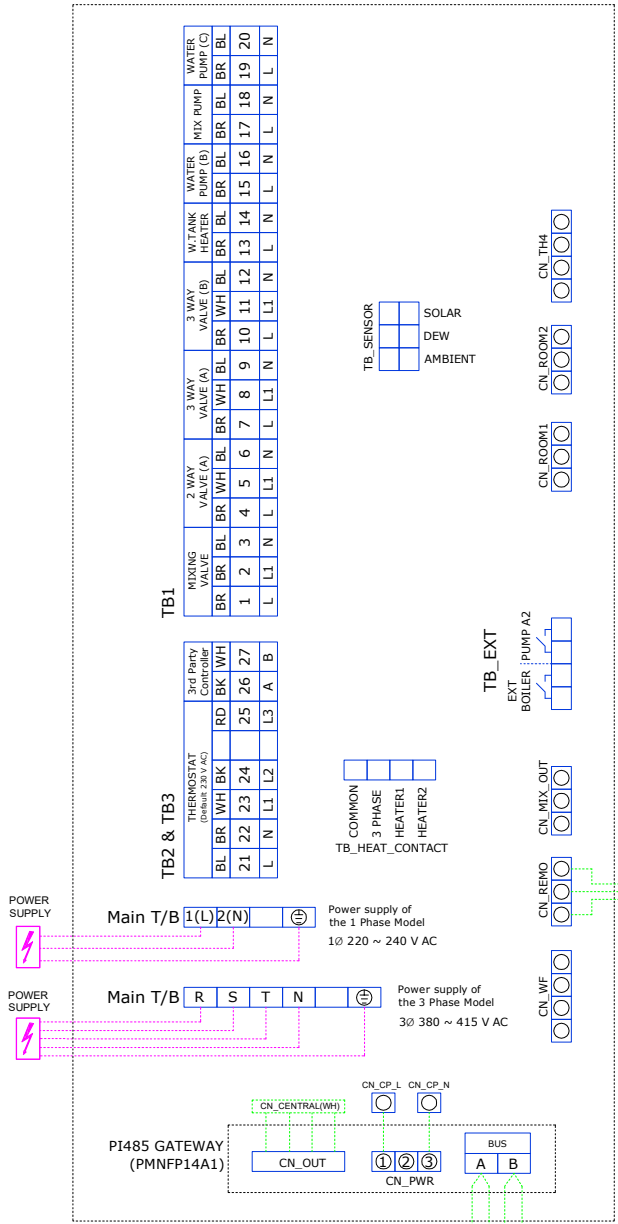 TB1
MIXING
VALVE
2 WAY
VALVE (A)
3 WAY
VALVE (A)
3 WAY
VALVE (B)
W.TANK
HEATER
WATER
PUMP (B)
MIX PUMP
WATER
PUMP (C)
BR BR BL BR WH BL BR WH BL BR WH BL BR BL BR BL BR BL BR BL
1 2 3 4 5 6 7 8 9 10 11 12 13 14 15 16 17 18 19 20
L L1 N L L1 N L L1 N L L1 N L N L N L N L N
TB_SENSOR
SOLAR
DEW
AMBIENT
CN_TH4
CN_ROOM2
CN_ROOM1
TB2 & TB3
THERMOSTAT
(Default 230 V AC)
3rd Party
Controller
BL BR WH BK RD BK WH
21 22 23 24 25 26 27
L N L1 L2 L3 A B
TB_EXT
EXT
BOILER
PUMP A2
COMMON
3 PHASE
HEATER1
HEATER2
TB_HEAT_CONTACT
CN_MIX_OUT
CN_REMO
CN_WF
POWER
SUPPLY
Main T/B 1(L) 2(N)
Power supply of
the 1 Phase Model
1Ø 220 ~ 240 V AC
POWER
SUPPLY
Main T/B R S T N
Power supply of
the 3 Phase Model
3Ø 380 ~ 415 V AC
CN_CENTRAL(WH)
CN_CP_L CN_CP_N
PI485 GATEWAY
(PMNFP14A1)
CN_OUT
① ② ③
CN_PWR
BUS
A B